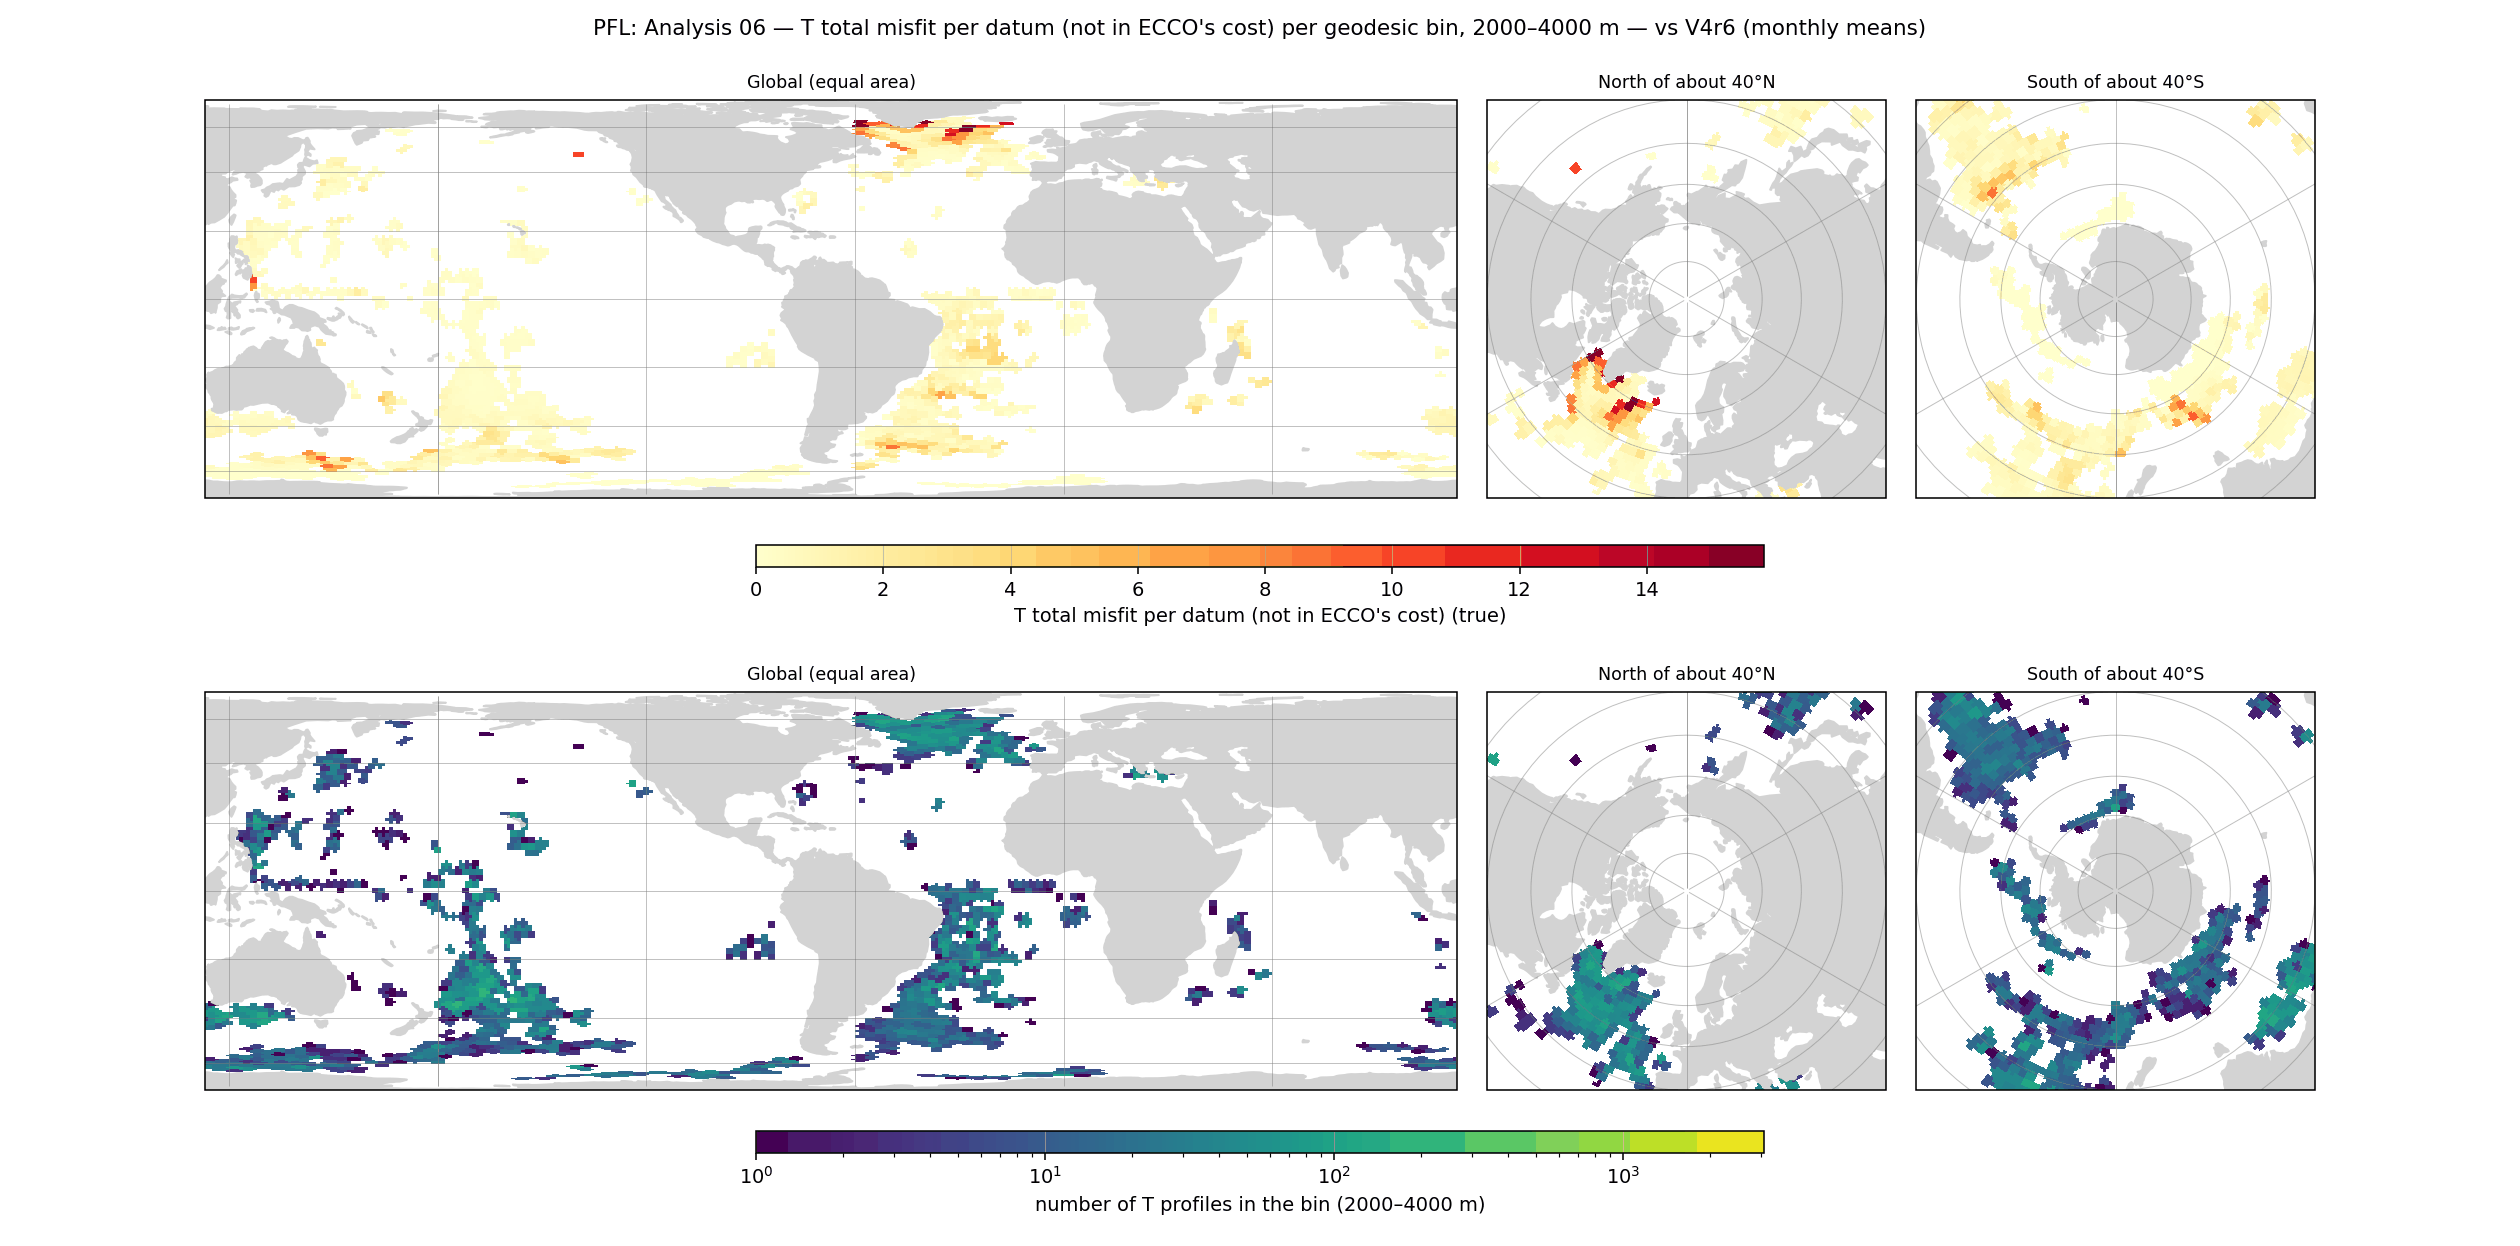 PFL: Analysis 06 — T total misfit per datum (not in ECCO's cost) per geodesic bin, 2000–4000 m — vs V4r6 (monthly means)
Global (equal area)
North of about 40°N
South of about 40°S
0 2 4 6 8 10 12 14
T total misfit per datum (not in ECCO's cost) (true)
Global (equal area)
North of about 40°N
South of about 40°S
10⁰ 10¹ 10² 10³
number of T profiles in the bin (2000–4000 m)